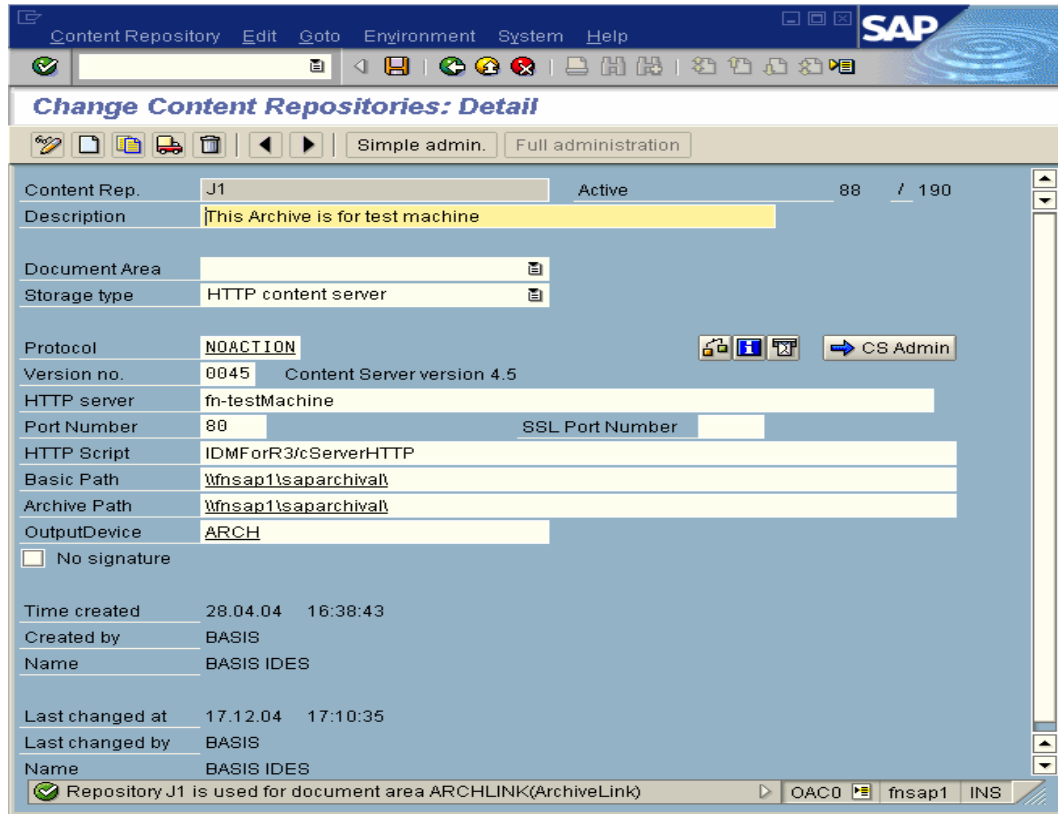 Content Repository Edit Goto Environment System Help
SAP
Change Content Repositories: Detail
Simple admin. Full administration
Content Rep. J1 Active 88 / 190
Description This Archive is for test machine
Document Area
Storage type HTTP content server
Protocol NOACTION CS Admin
Version no. 0045 Content Server version 4.5
HTTP server fn-testMachine
Port Number 80 SSL Port Number
HTTP Script IDMForR3/cServerHTTP
Basic Path \\fnsap1\saparchival\
Archive Path \\fnsap1\saparchival\
OutputDevice ARCH
No signature
Time created 28.04.04 16:38:43
Created by BASIS
Name BASIS IDES
Last changed at 17.12.04 17:10:35
Last changed by BASIS
Name BASIS IDES
Repository J1 is used for document area ARCHLINK(ArchiveLink) OAC0 fnsap1 INS